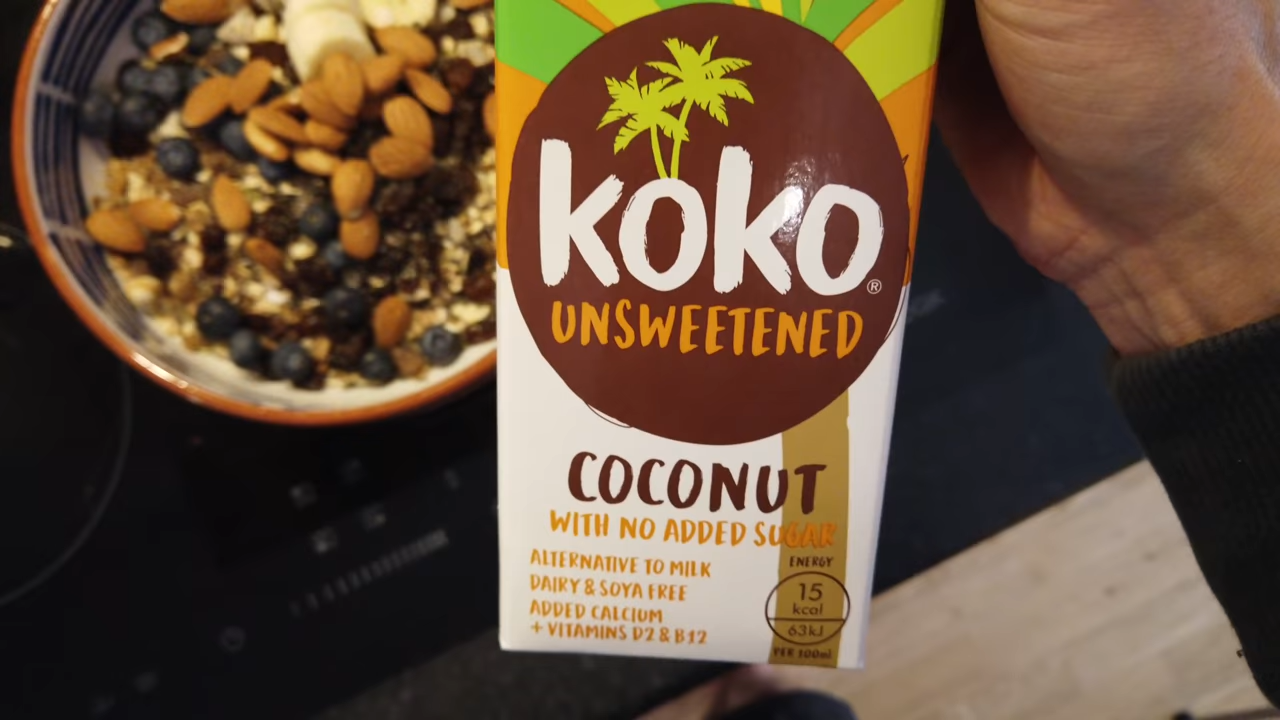 koko®
UNSWEETENED
COCONUT
WITH NO ADDED SUGAR
ALTERNATIVE TO MILK
DAIRY & SOYA FREE
ADDED CALCIUM
+ VITAMINS D2 & B12
ENERGY
15
kcal
63kJ
PER 100ml